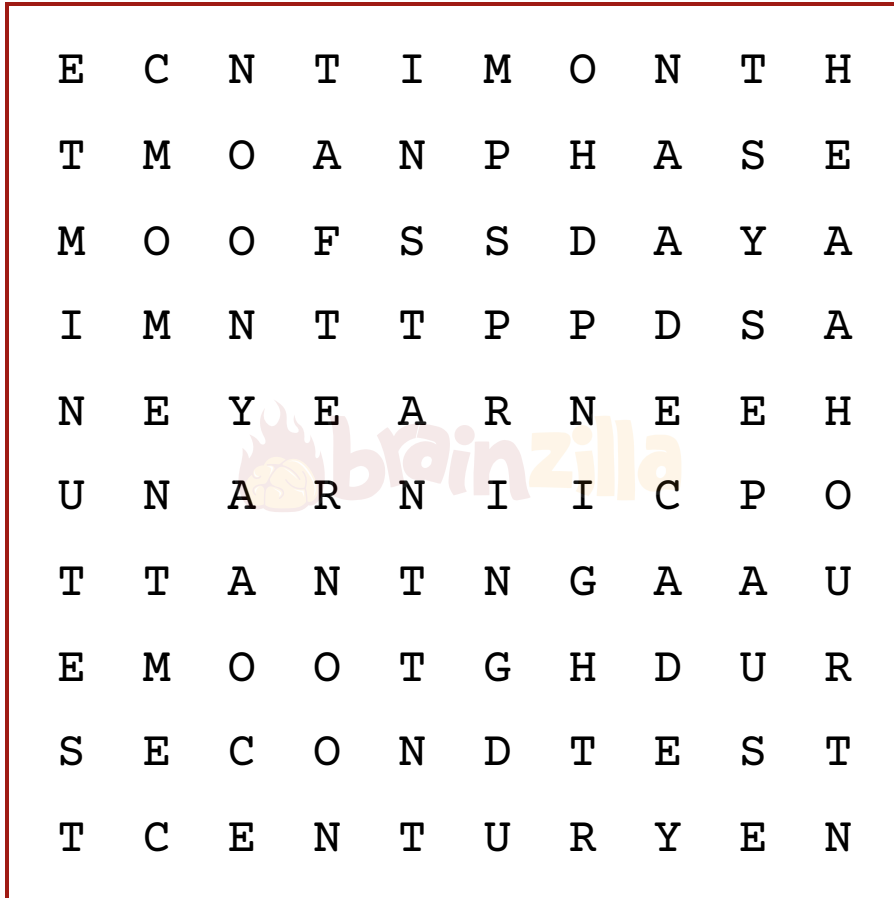 E C N T I M O N T H
T M O A N P H A S E
M O O F S S D A Y A
I M N T T P P D S A
N E Y E A R N E E H
U N A R N I I C P O
T T A N T N G A A U
E M O O T G H D U R
S E C O N D T E S T
T C E N T U R Y E N
brainzilla